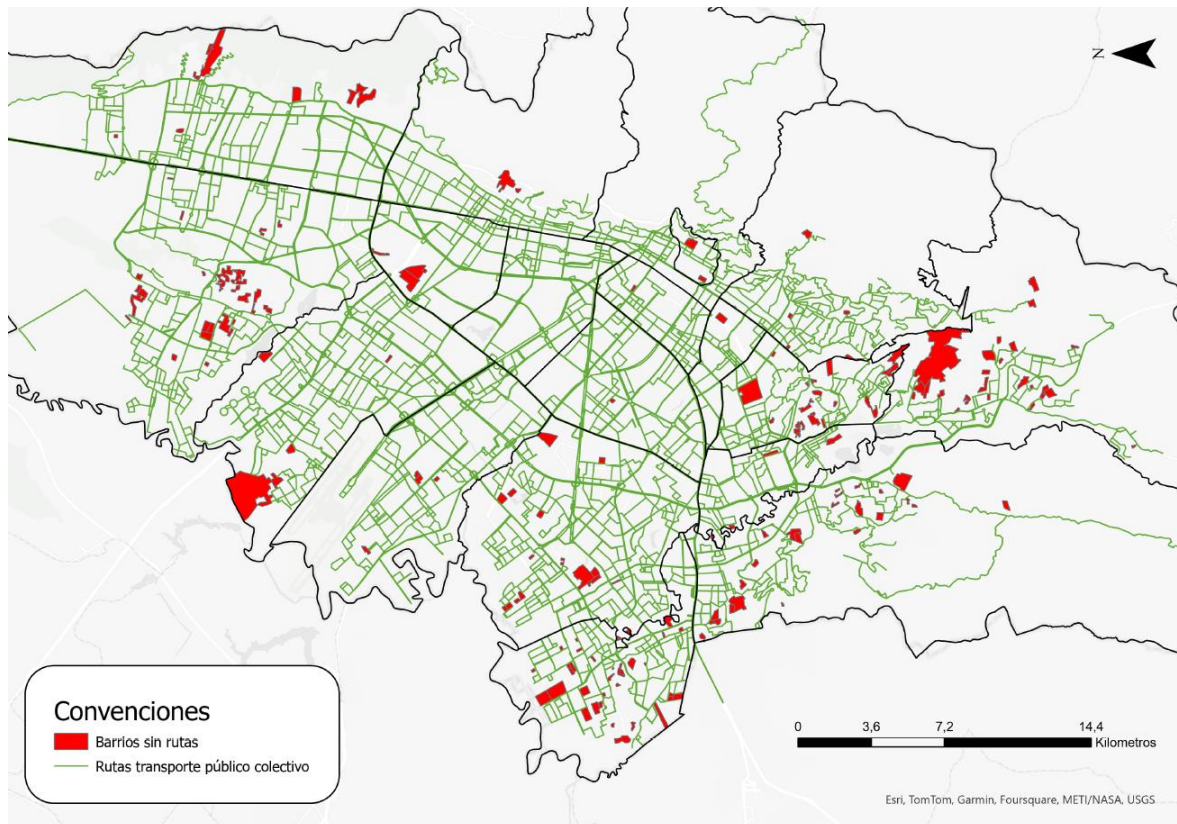 N
Convenciones
Barrios sin rutas
Rutas transporte público colectivo
0 3,6 7,2 14,4
Kilometros
Esri, TomTom, Garmin, Foursquare, METI/NASA, USGS